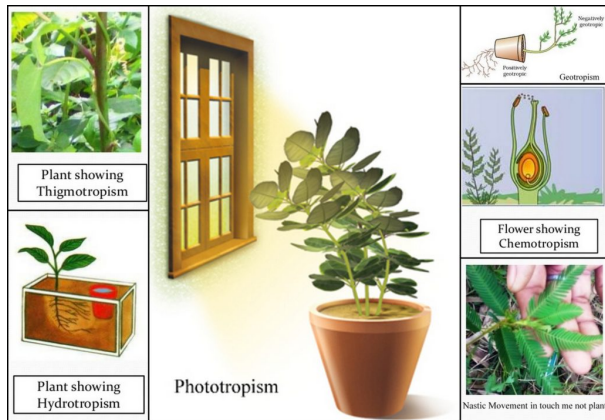 Plant showing
Thigmotropism
Plant showing
Hydrotropism
Phototropism
Negatively
geotropic
Positively
geotropic
Geotropism
Flower showing
Chemotropism
Nastic Movement in touch me not plant